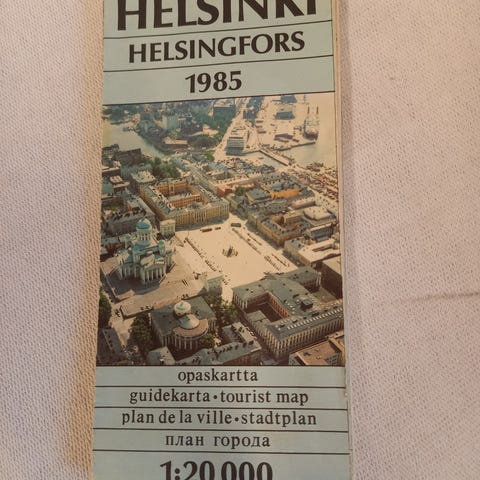 HELSINKI
HELSINGFORS
1985
opaskartta
guidekarta • tourist map
plan de la ville • stadtplan
план города
1:20 000